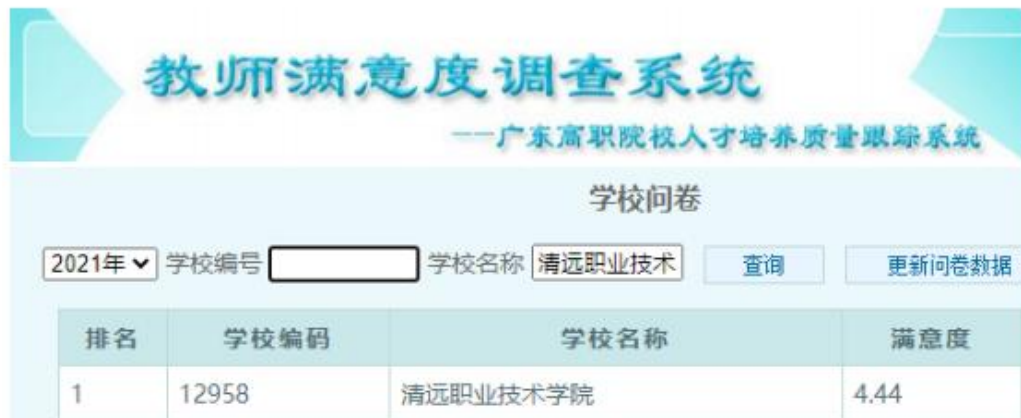 教师满意度调查系统
——广东高职院校人才培养质量跟踪系统
学校问卷
2021年 学校编号 学校名称 清远职业技术 查询 更新问卷数据
排名 学校编码 学校名称 满意度
1 12958 清远职业技术学院 4.44